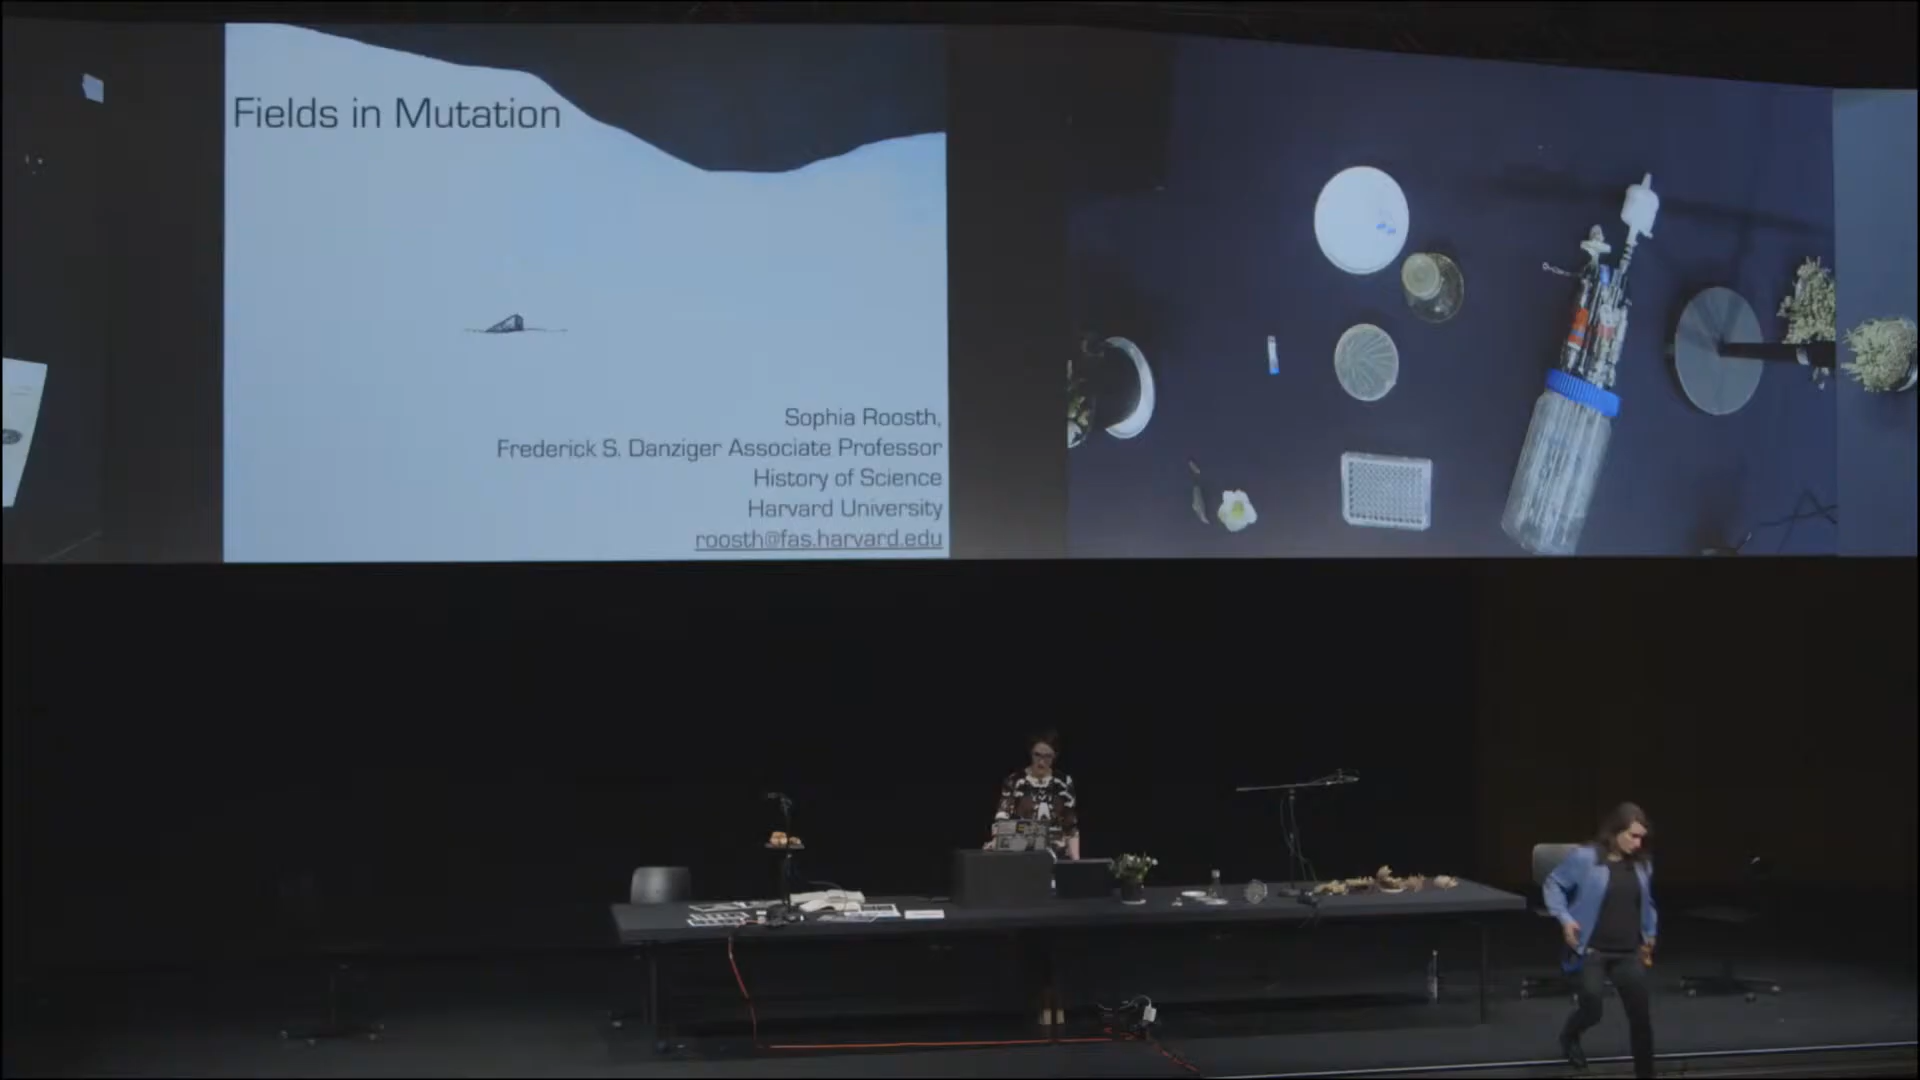 Fields in Mutation
Sophia Roosth,
Frederick S. Danziger Associate Professor
History of Science
Harvard University
roosth@fas.harvard.edu